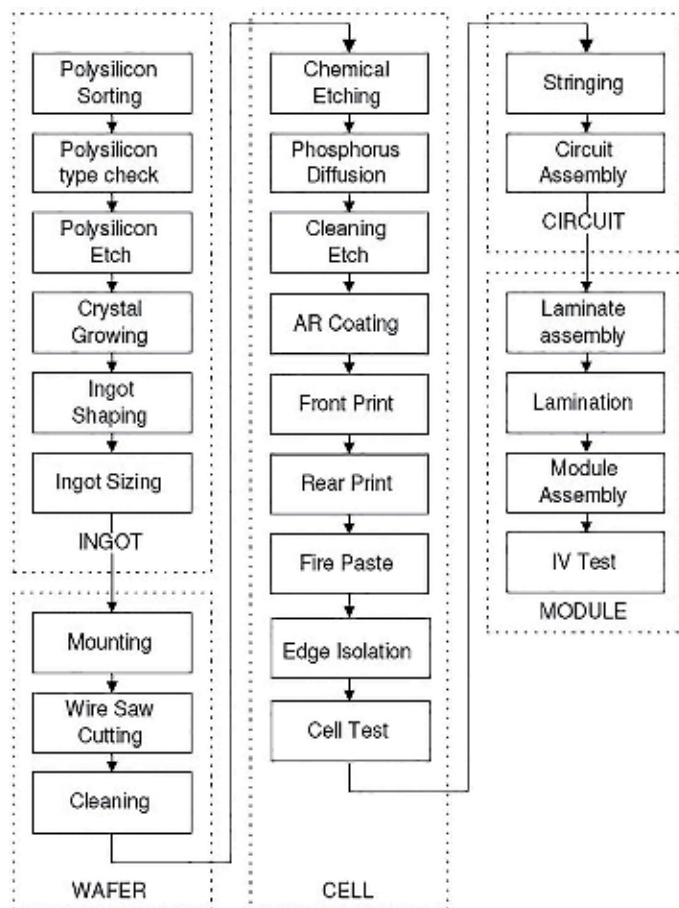 Polysilicon
Sorting
Polysilicon
type check
Polysilicon
Etch
Crystal
Growing
Ingot
Shaping
Ingot Sizing
INGOT
Mounting
Wire Saw
Cutting
Cleaning
WAFER
Chemical
Etching
Phosphorus
Diffusion
Cleaning
Etch
AR Coating
Front Print
Rear Print
Fire Paste
Edge Isolation
Cell Test
CELL
Stringing
Circuit
Assembly
CIRCUIT
Laminate
assembly
Lamination
Module
Assembly
IV Test
MODULE